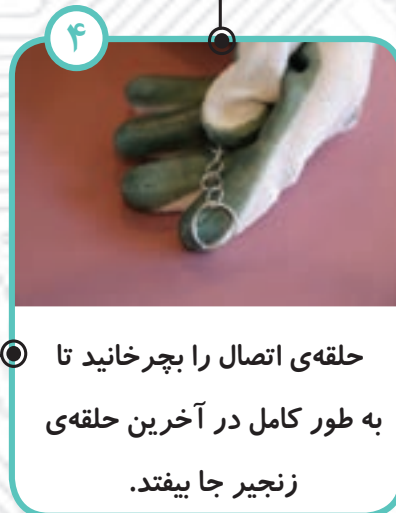 ۴
حلقه‌ی اتصال را بچرخانید تا
به طور کامل در آخرین حلقه‌ی
زنجیر جا بیفتد.